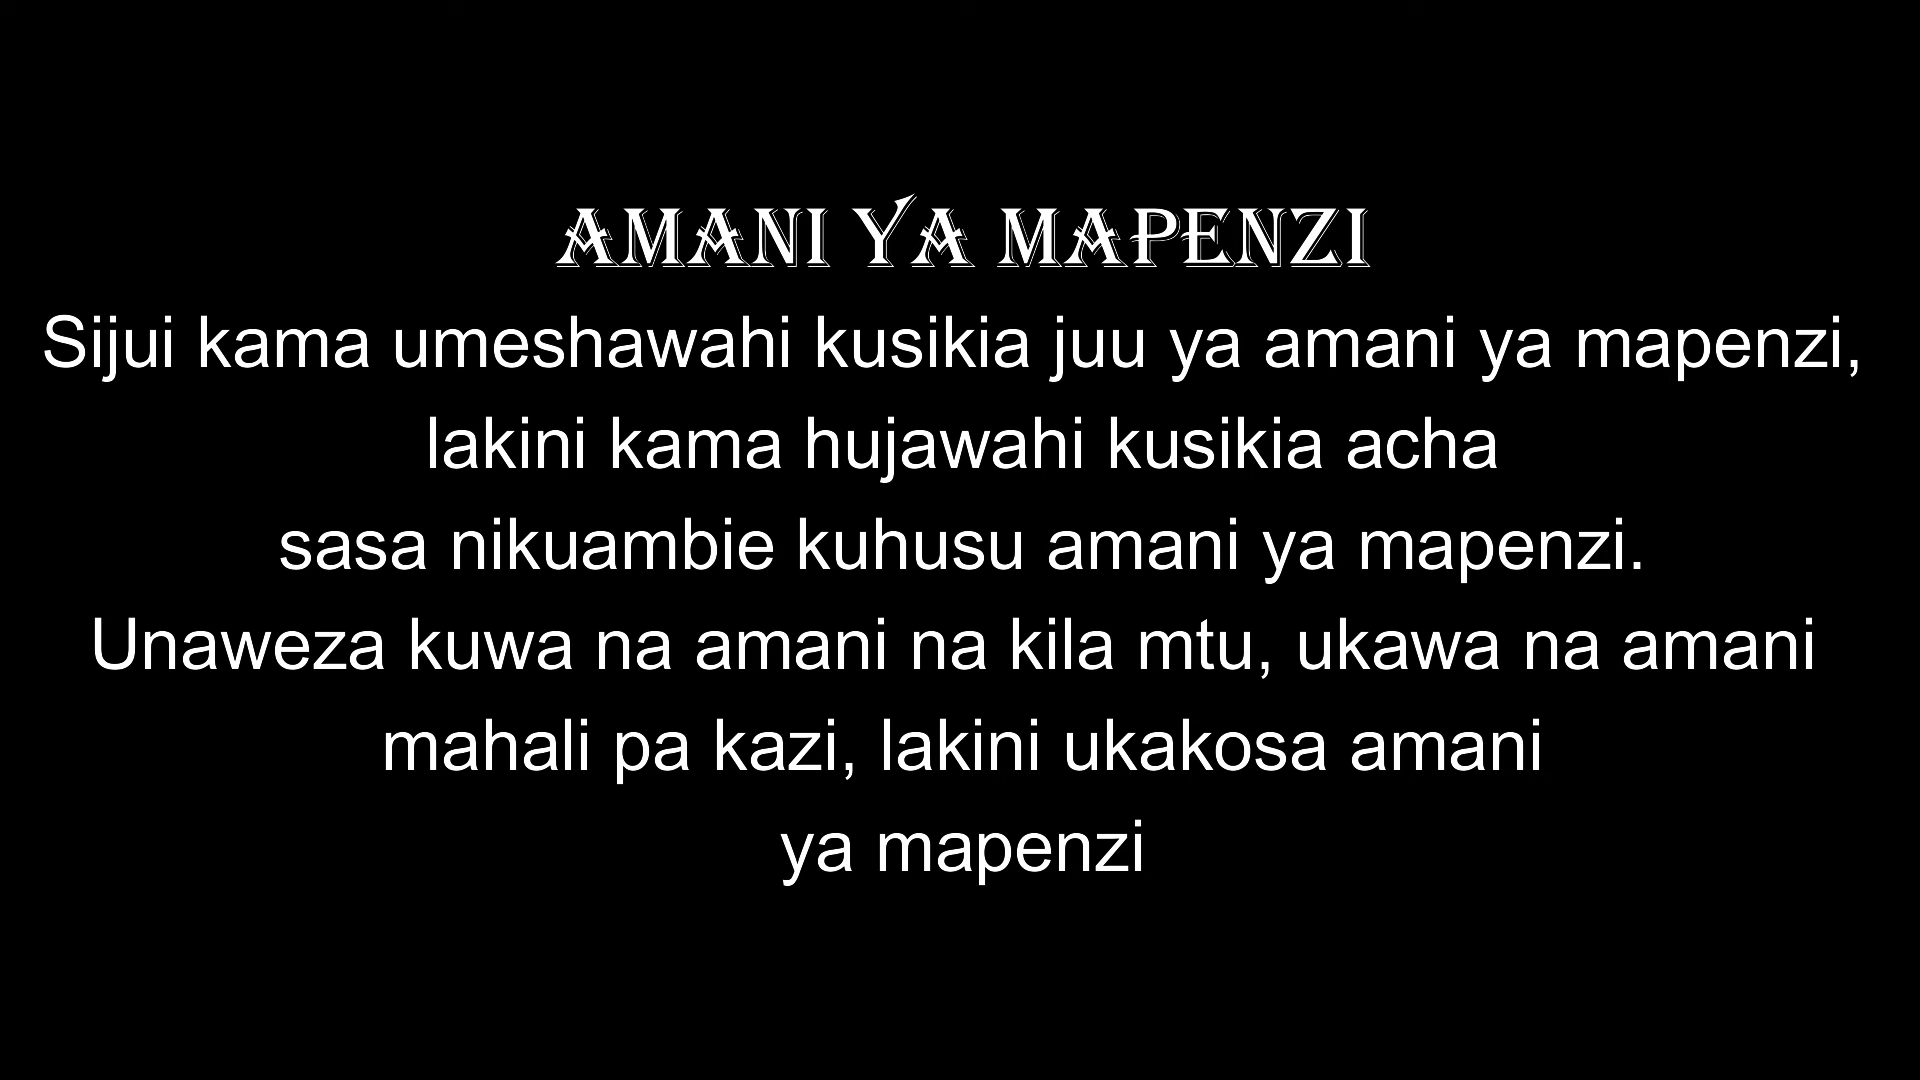 AMANI YA MAPENZI
Sijui kama umeshawahi kusikia juu ya amani ya mapenzi,
lakini kama hujawahi kusikia acha
sasa nikuambie kuhusu amani ya mapenzi.
Unaweza kuwa na amani na kila mtu, ukawa na amani
mahali pa kazi, lakini ukakosa amani
ya mapenzi